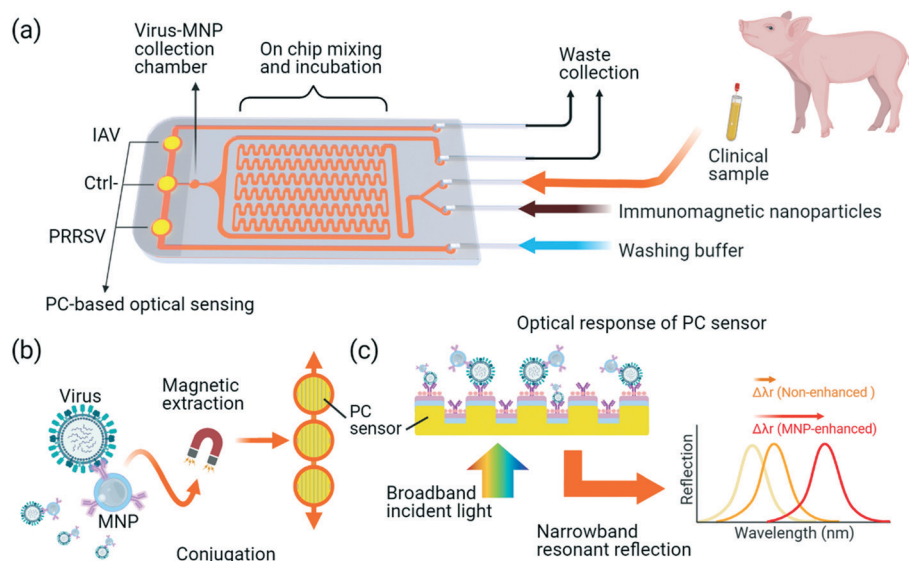 (a)
Virus-MNP
collection
chamber
On chip mixing
and incubation
Waste
collection
IAV
Ctrl-
PRRSV
PC-based optical sensing
Clinical
sample
Immunomagnetic nanoparticles
Washing buffer
(b)
Virus
Magnetic
extraction
PC
sensor
MNP
Conjugation
(c)
Optical response of PC sensor
Δλr (Non-enhanced )
Δλr (MNP-enhanced)
Broadband
incident light
Narrowband
resonant reflection
Reflection
Wavelength (nm)